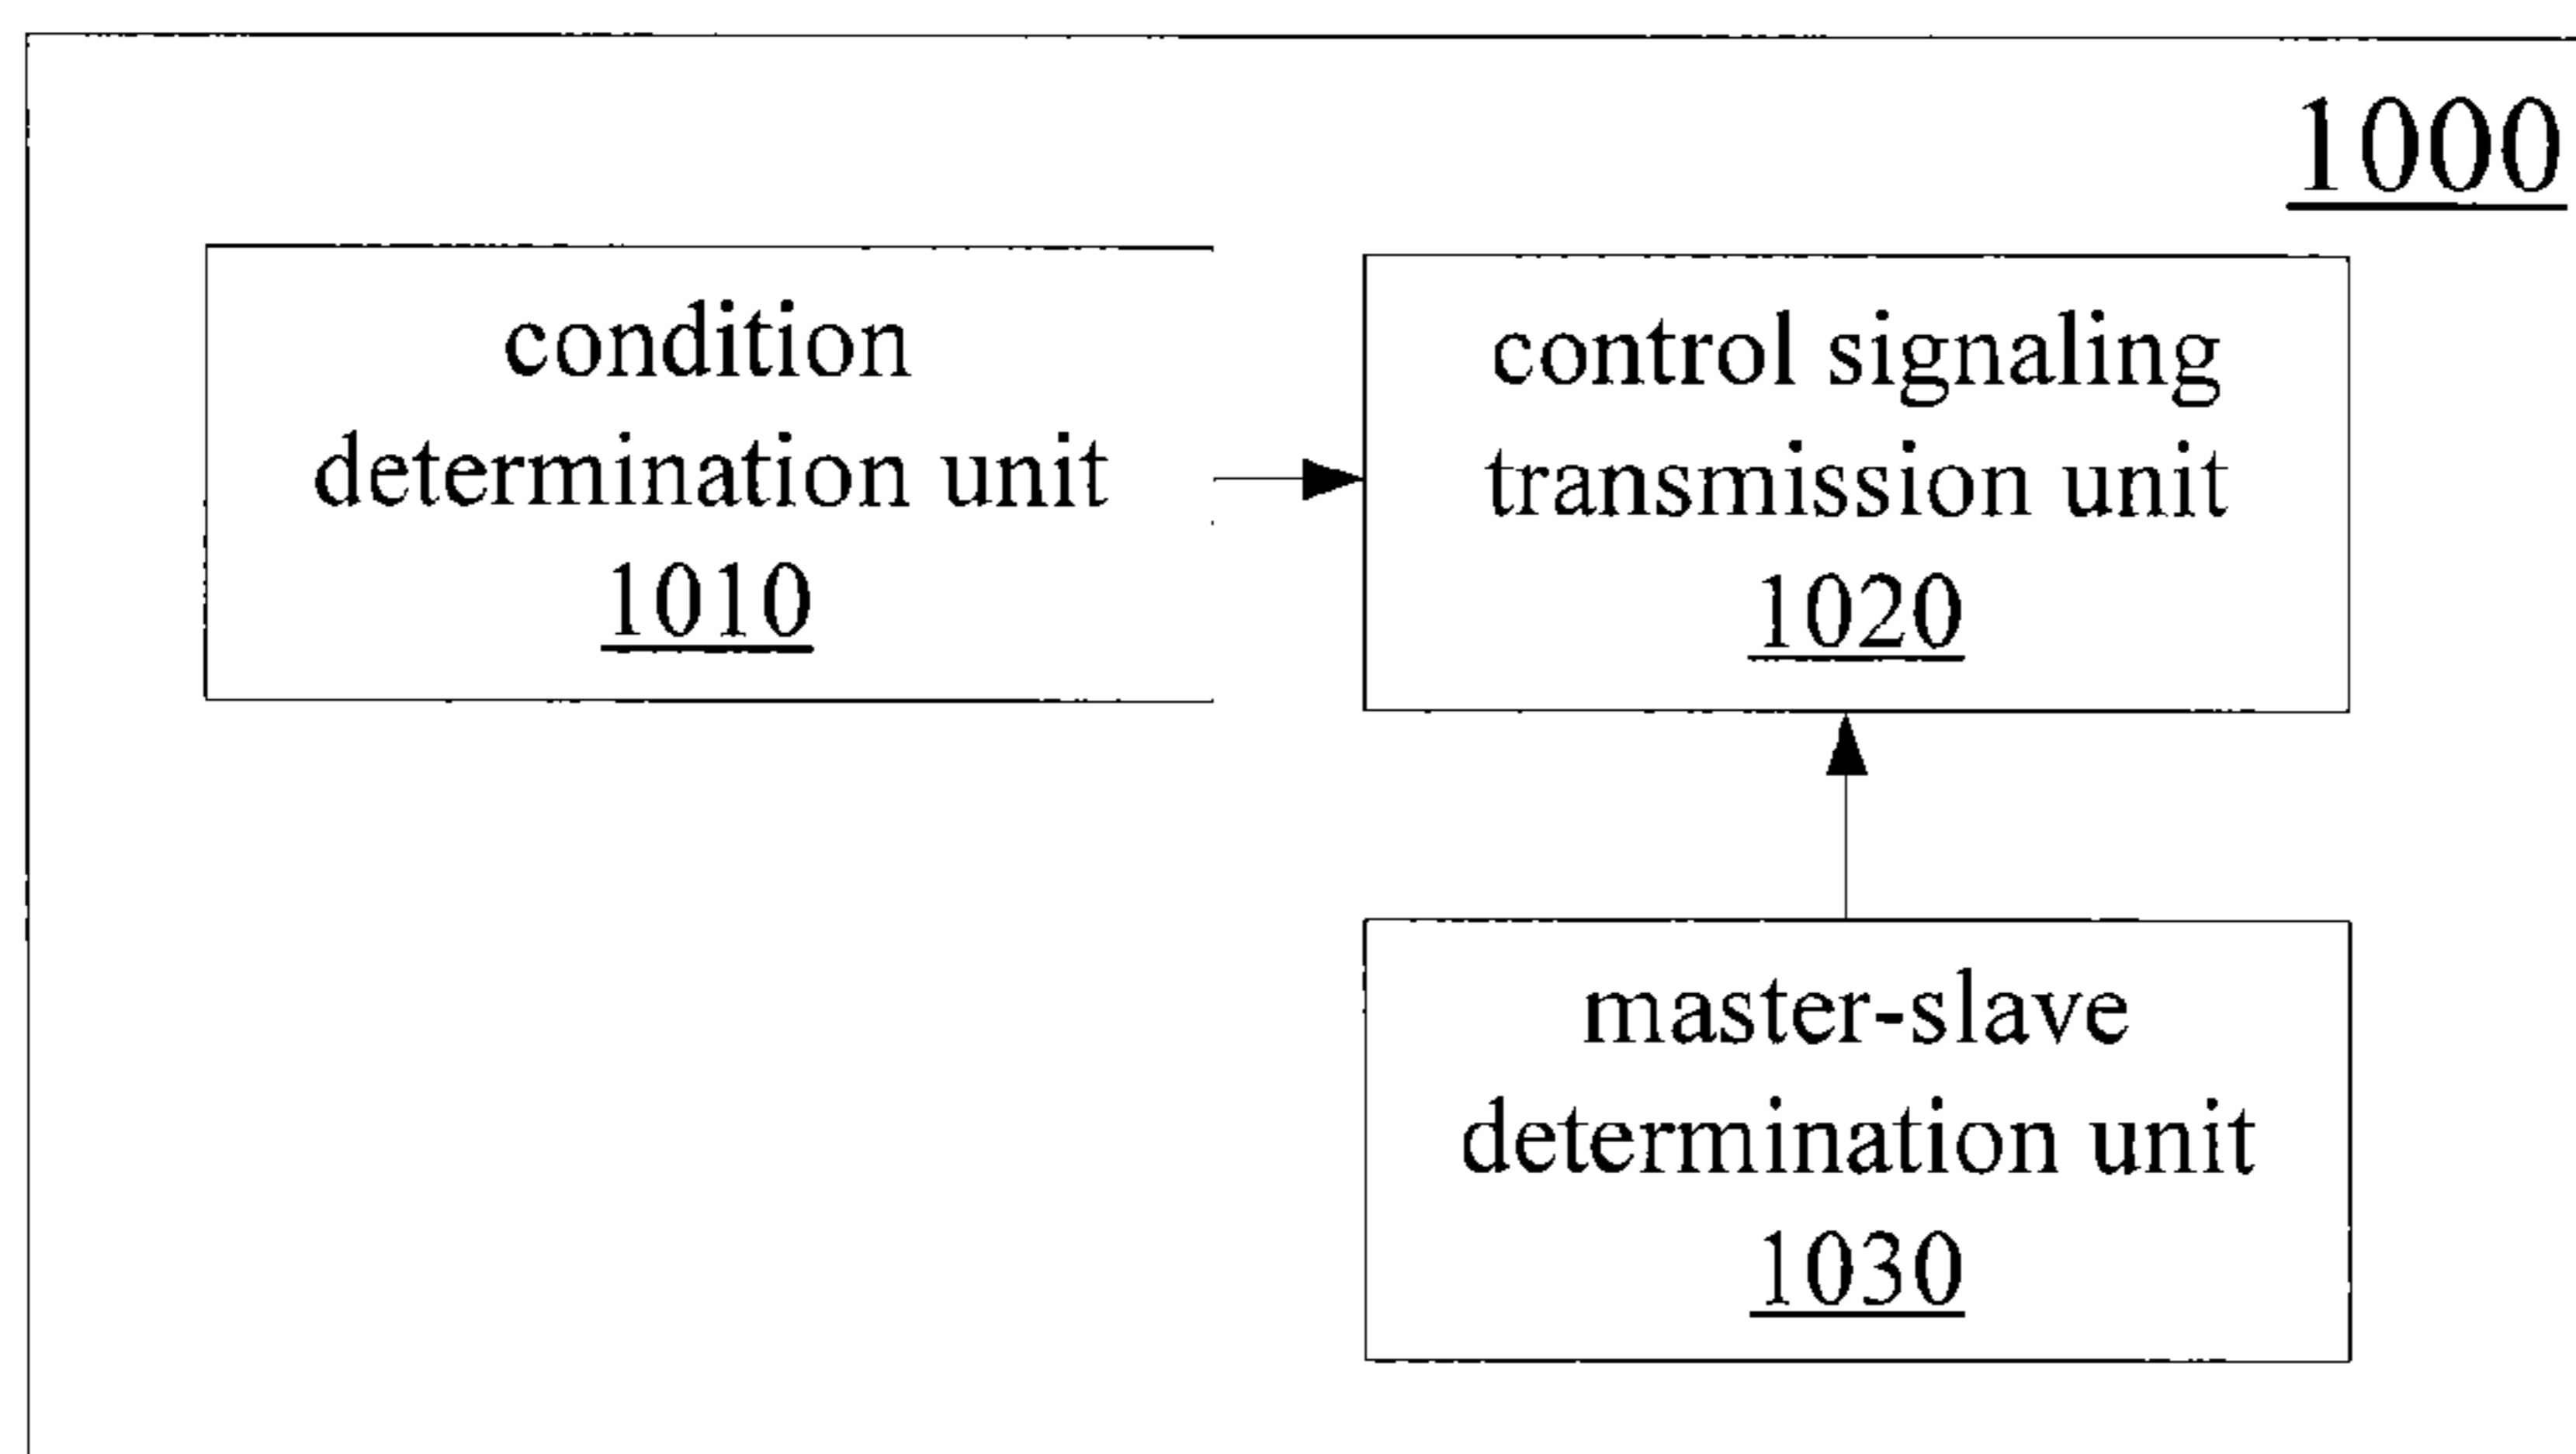 1000
condition
determination unit
1010
control signaling
transmission unit
1020
master-slave
determination unit
1030